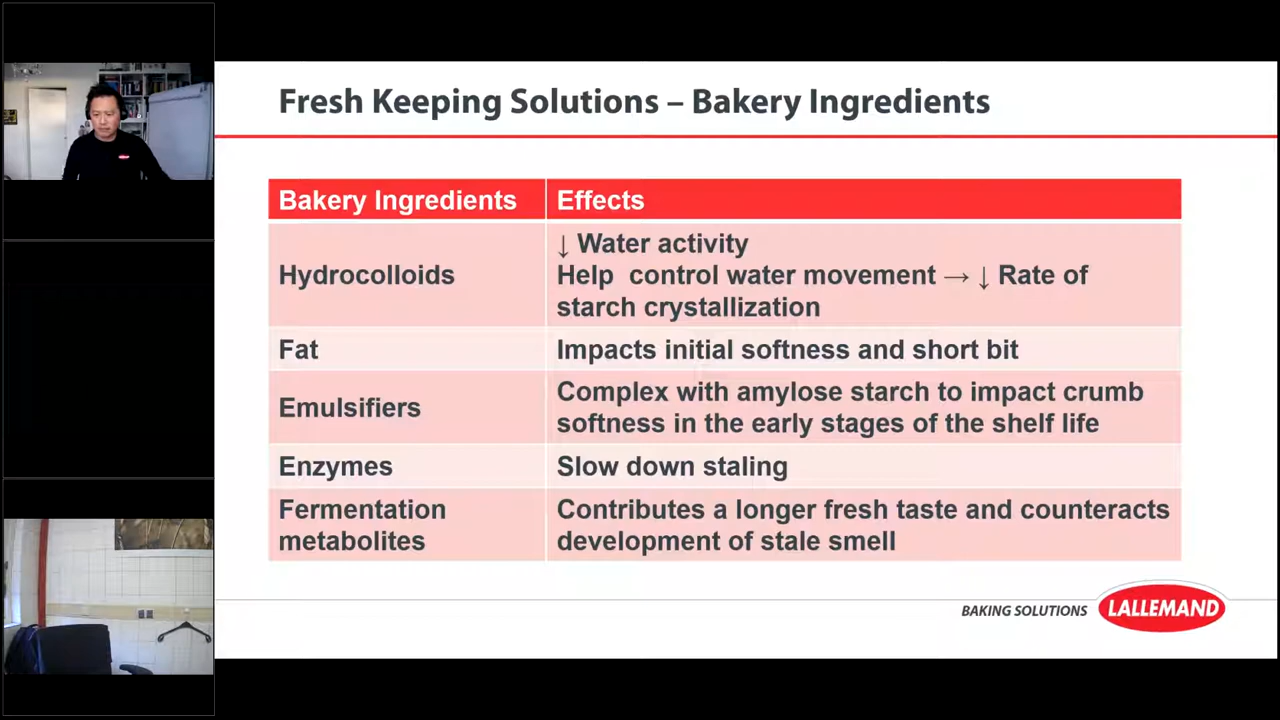 Fresh Keeping Solutions – Bakery Ingredients
Bakery Ingredients
Effects
Hydrocolloids
↓ Water activity
Help control water movement → ↓ Rate of
starch crystallization
Fat
Impacts initial softness and short bit
Emulsifiers
Complex with amylose starch to impact crumb
softness in the early stages of the shelf life
Enzymes
Slow down staling
Fermentation
metabolites
Contributes a longer fresh taste and counteracts
development of stale smell
BAKING SOLUTIONS
LALLEMAND